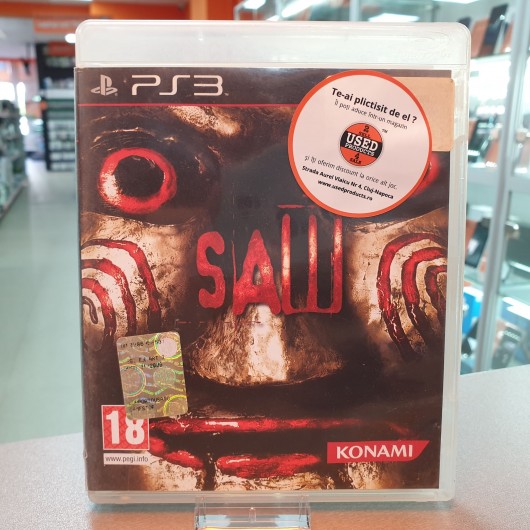 PS3
Te-ai plictisit de el ?
Îl poți aduce într-un magazin
USED
PRODUCTS
și îți oferim discount la orice alt joc.
Strada Aurel Vlaicu Nr 4, Cluj-Napoca
www.usedproducts.ro
SAW
18
www.pegi.info
KONAMI